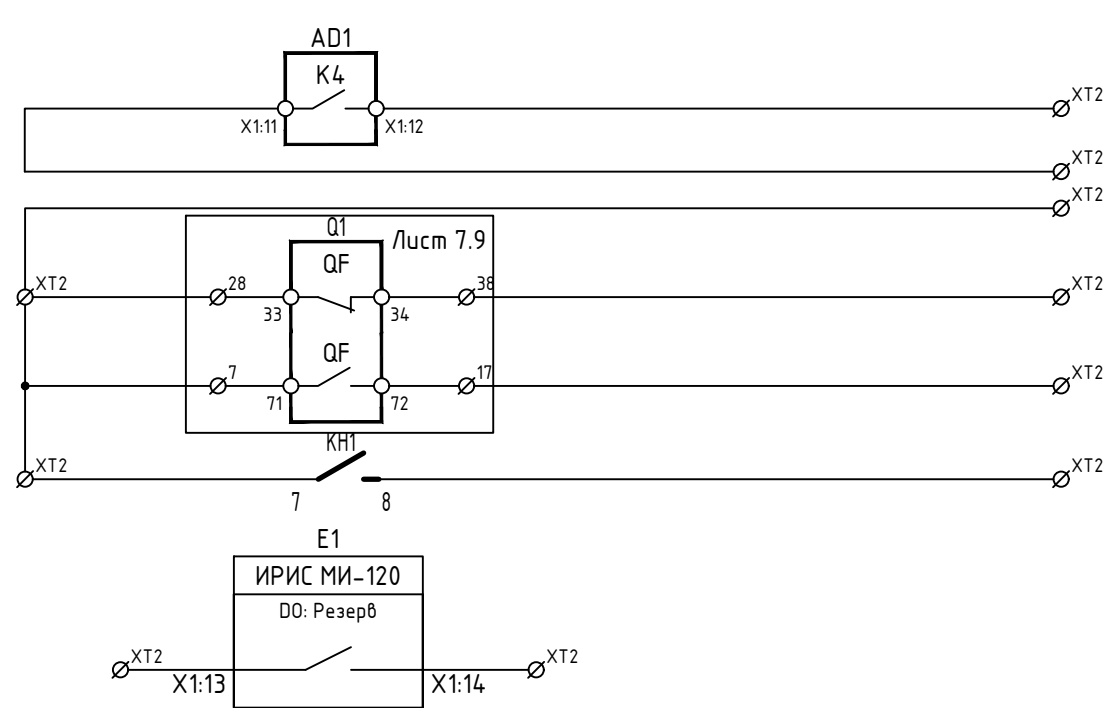 AD1
K4
XT2
X1:11
X1:12
XT2
XT2
Q1
Лист 7.9
QF
XT2
28
38
XT2
33
34
QF
7
17
XT2
71
72
KH1
XT2
XT2
7
8
E1
ИРИС МИ-120
DO: Резерв
XT2
XT2
X1:13
X1:14